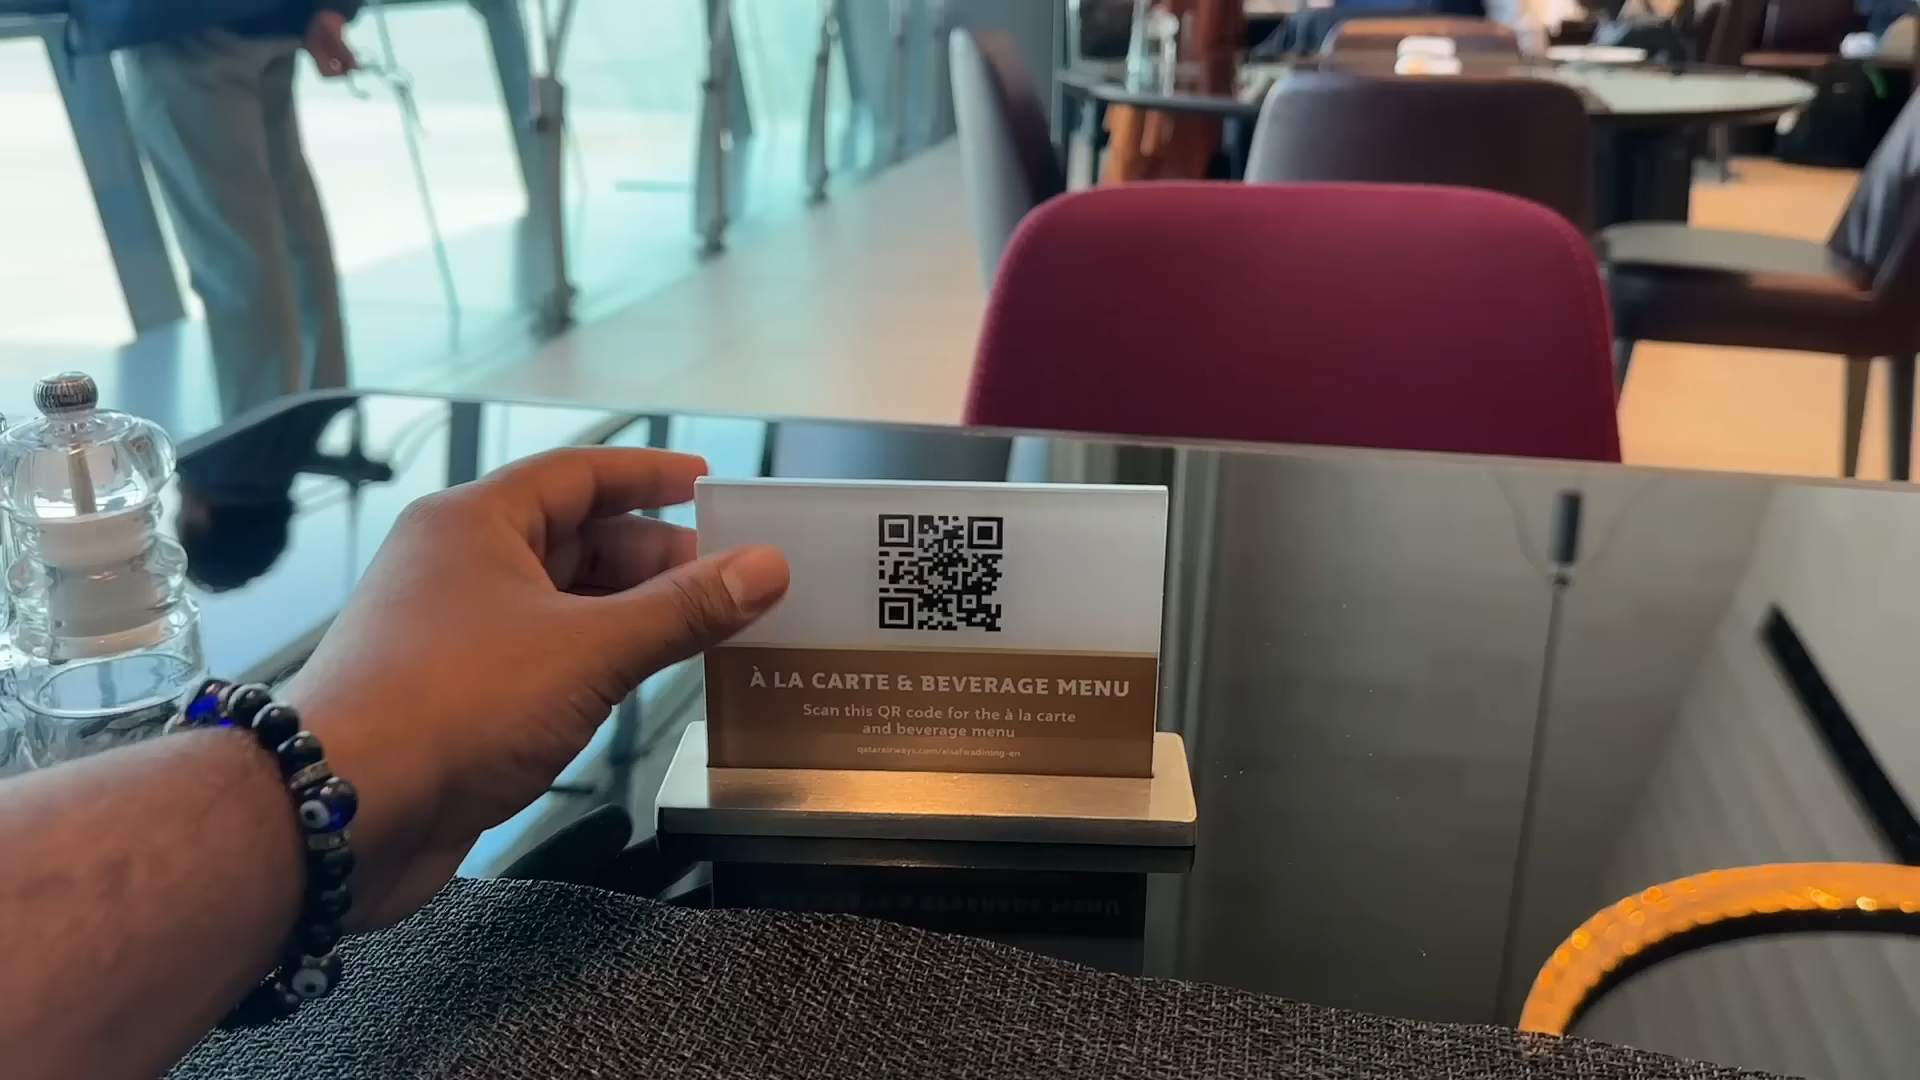 À LA CARTE & BEVERAGE MENU
Scan this QR code for the à la carte
and beverage menu
qatarairways.com/alsafwadining-en